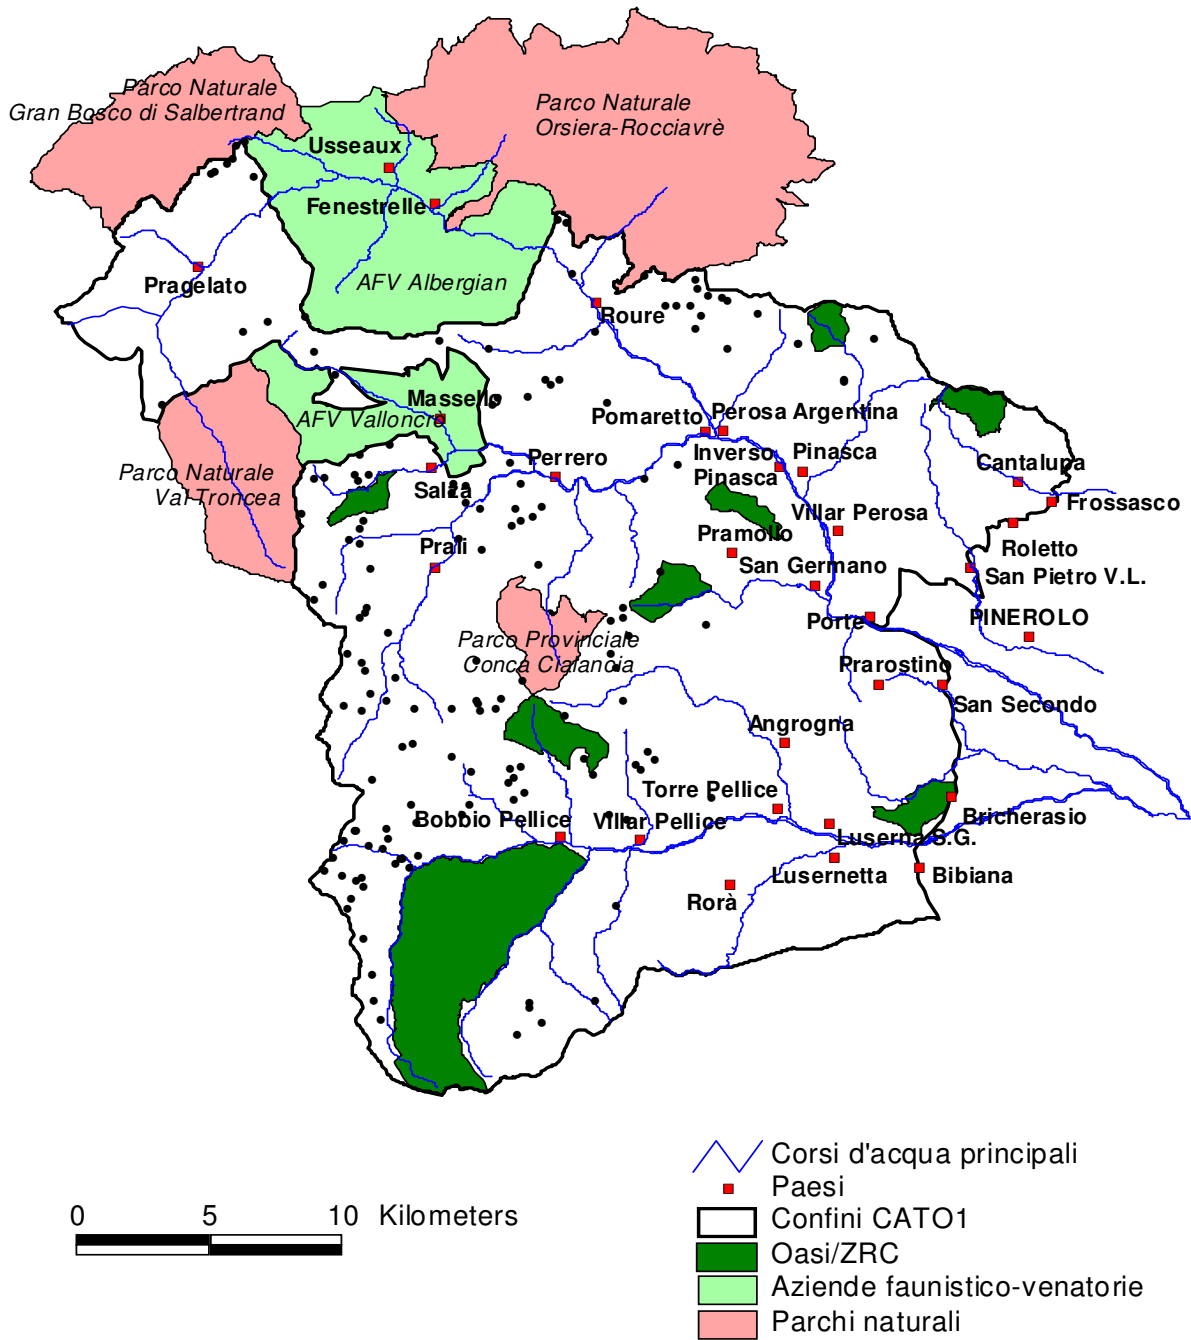 Parco Naturale
Gran Bosco di Salbertrand
Parco Naturale
Orsiera-Rocciavrè
Usseaux
Fenestrelle
AFV Albergian
Pragelato
Roure
Massello
AFV Valloncrò
Pomaretto
Perosa Argentina
Parco Naturale
Val Troncea
Perrero
Inverso
Pinasca
Pinasca
Cantalupa
Salza
Frossasco
Villar Perosa
Pramollo
Prali
Roletto
San Germano
San Pietro V.L.
Porte
PINEROLO
Parco Provinciale
Conca Cialancia
Prarostino
San Secondo
Angrogna
Torre Pellice
Bobbio Pellice
Villar Pellice
Bricherasio
Luserna S.G.
Lusernetta
Bibiana
Rorà
Corsi d'acqua principali
Paesi
0 5 10 Kilometers
Confini CATO1
Oasi/ZRC
Aziende faunistico-venatorie
Parchi naturali